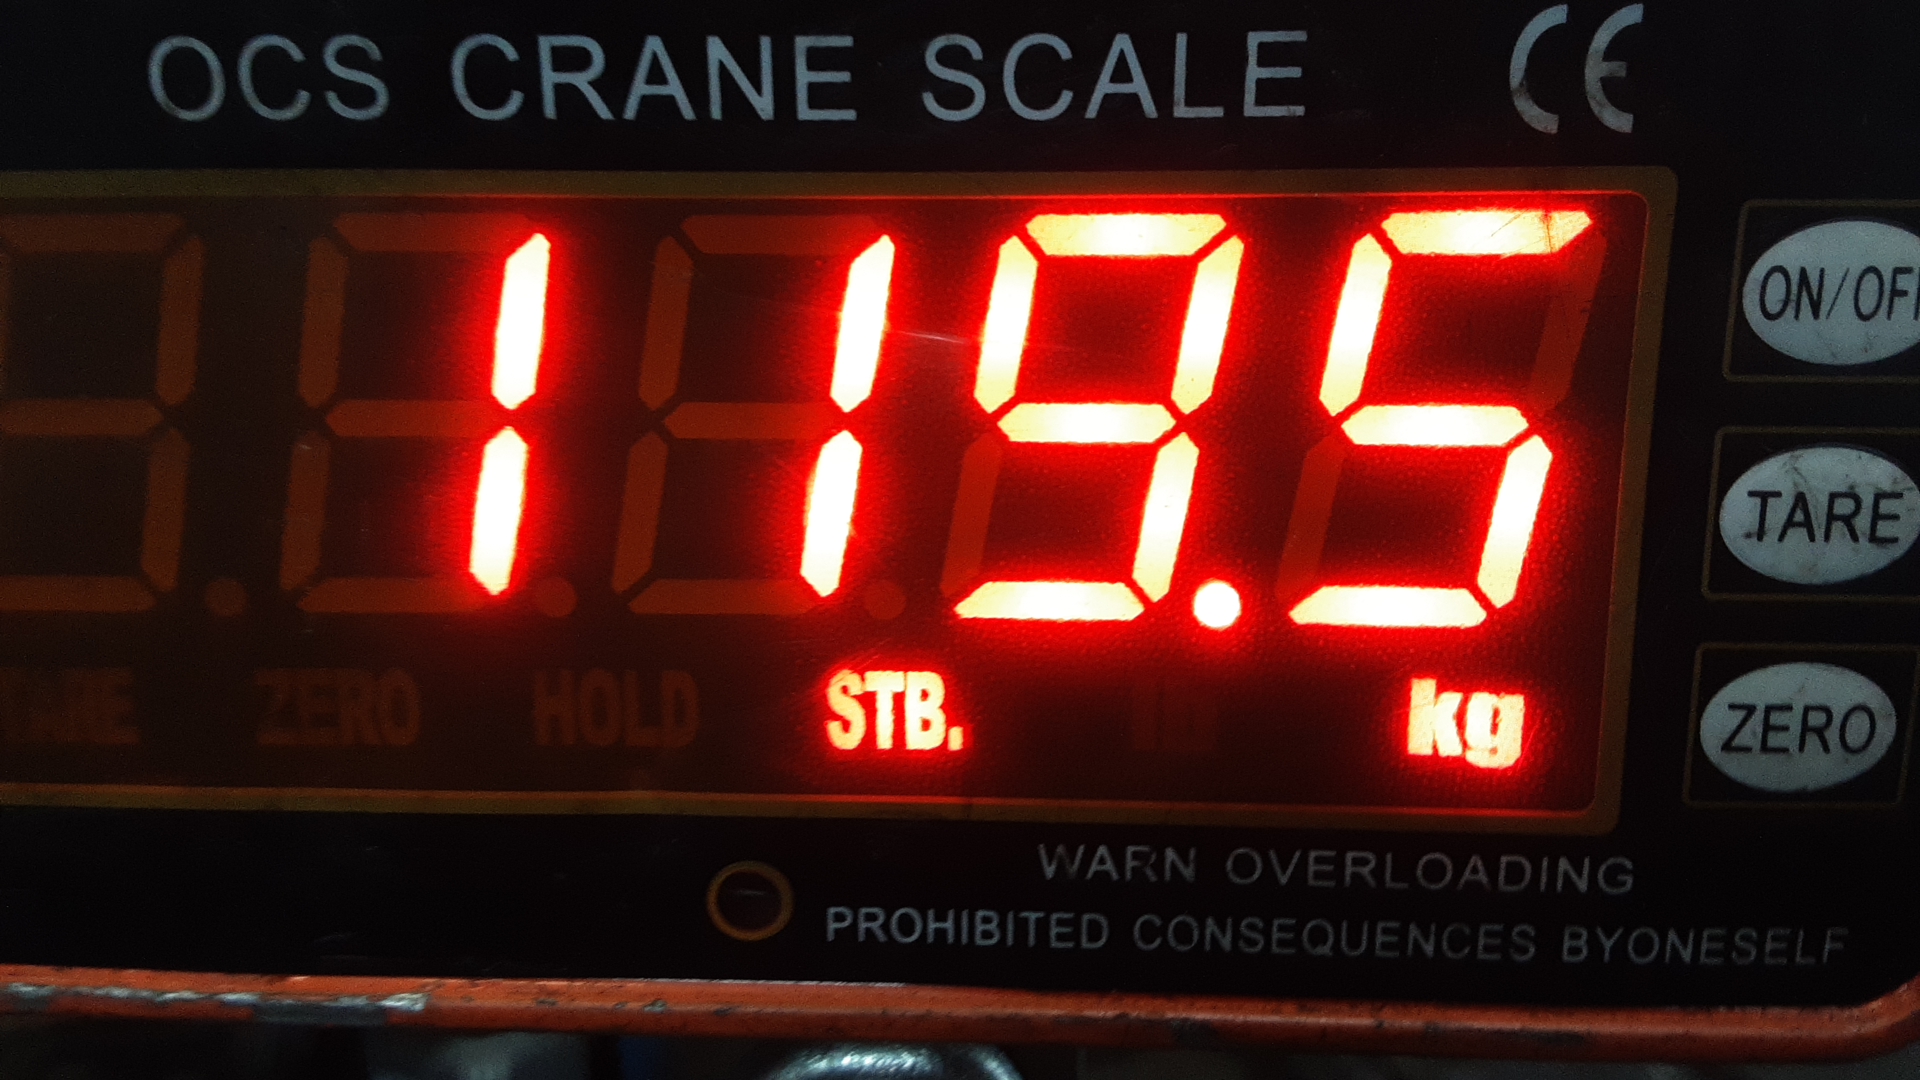 OCS CRANE SCALE CE
119.5
TARE ZERO HOLD STB. kg
ON/OFF
TARE
ZERO
WARN OVERLOADING
PROHIBITED CONSEQUENCES BYONESELF